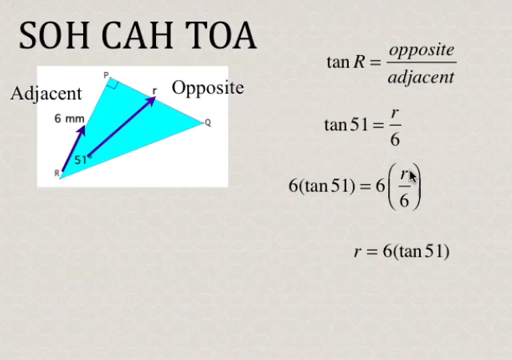 SOH CAH TOA
Adjacent
Opposite
P
r
6 mm
Q
51
R
tan R = opposite / adjacent
tan 51 = r / 6
6(tan 51) = 6(r / 6)
r = 6(tan 51)